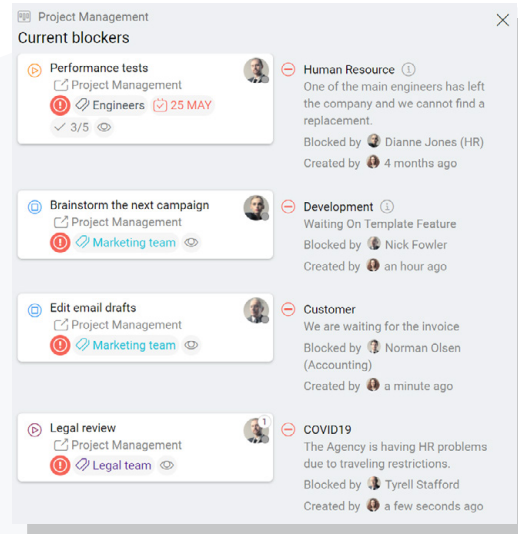 Project Management
Current blockers
Performance tests
Project Management
Engineers 25 MAY
3/5
Human Resource
One of the main engineers has left
the company and we cannot find a
replacement.
Blocked by Dianne Jones (HR)
Created by 4 months ago
Brainstorm the next campaign
Project Management
Marketing team
Development
Waiting On Template Feature
Blocked by Nick Fowler
Created by an hour ago
Edit email drafts
Project Management
Marketing team
Customer
We are waiting for the invoice
Blocked by Norman Olsen
(Accounting)
Created by a minute ago
Legal review
1
Project Management
Legal team
COVID19
The Agency is having HR problems
due to traveling restrictions.
Blocked by Tyrell Stafford
Created by a few seconds ago